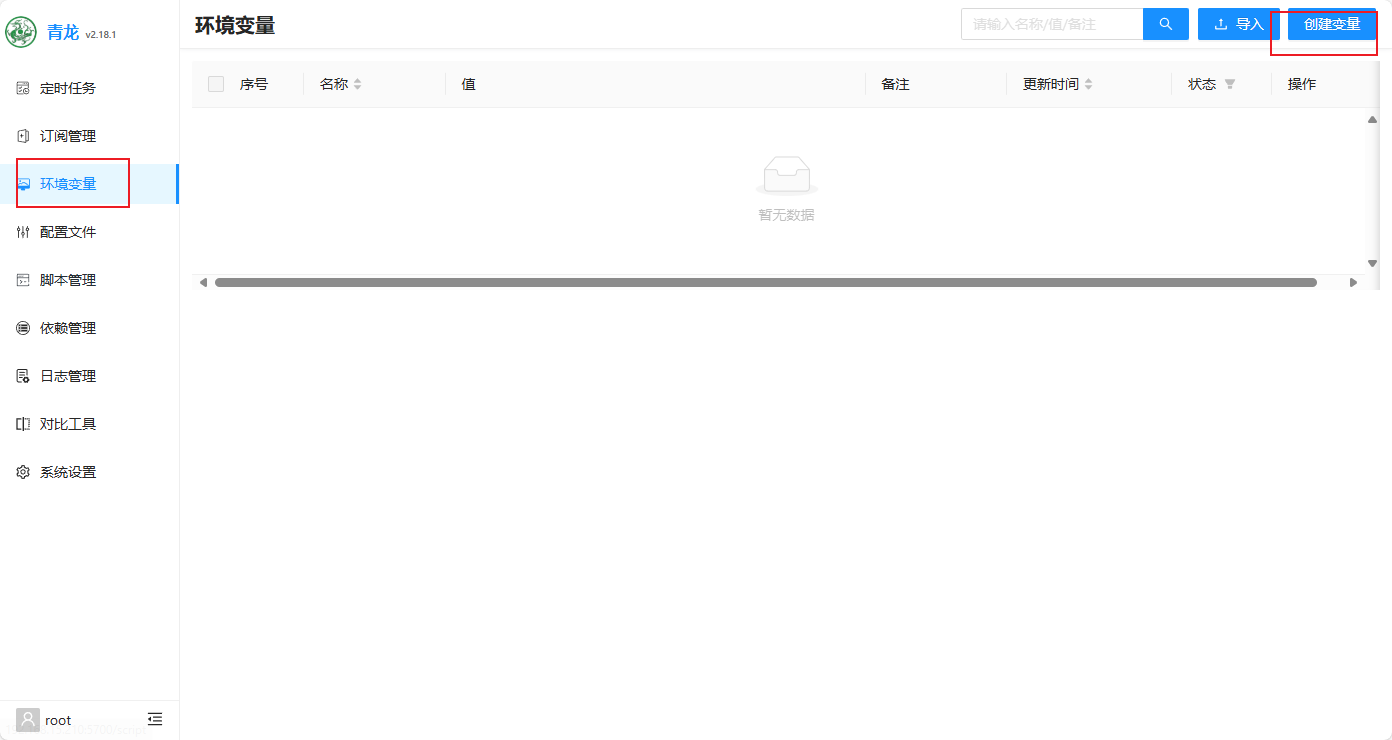 青龙 v2.18.1
定时任务
订阅管理
环境变量
配置文件
脚本管理
依赖管理
日志管理
对比工具
系统设置
root
环境变量
请输入名称/值/备注
导入
创建变量
序号 名称 值 备注 更新时间 状态 操作
暂无数据